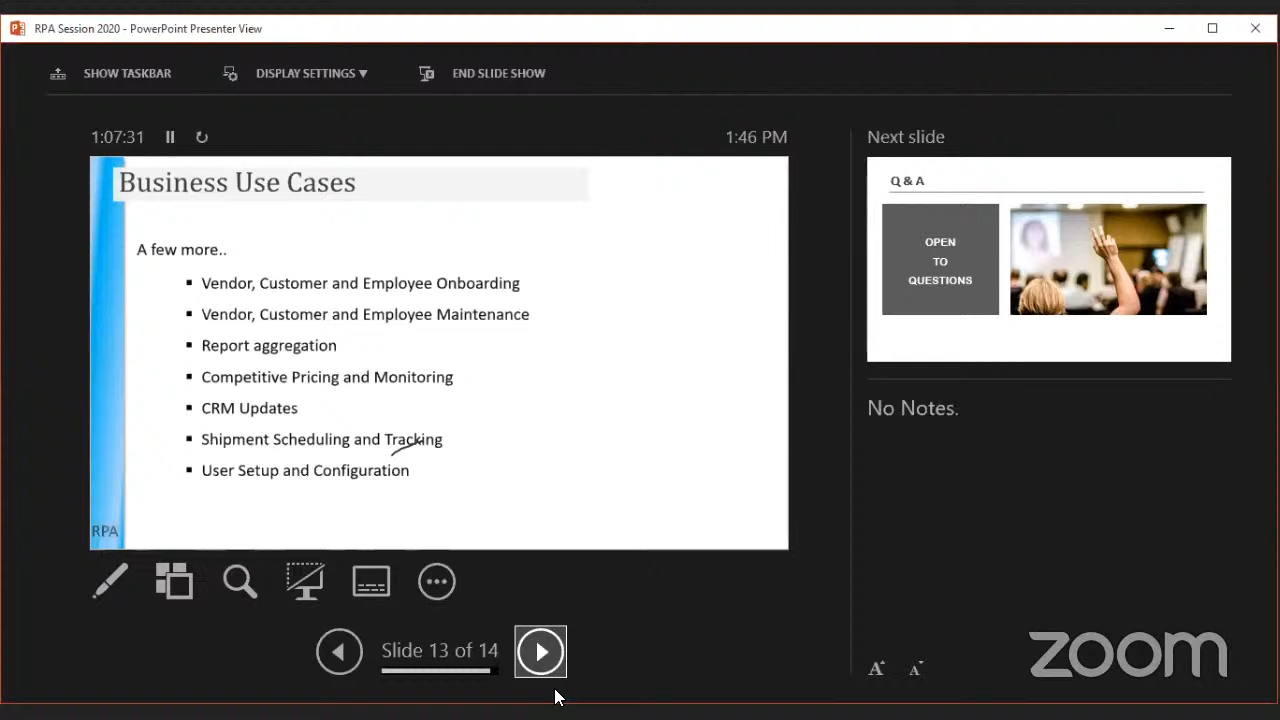 RPA Session 2020 - PowerPoint Presenter View
SHOW TASKBAR
DISPLAY SETTINGS ▼
END SLIDE SHOW
1:07:31
1:46 PM
Business Use Cases
A few more..
▪ Vendor, Customer and Employee Onboarding
▪ Vendor, Customer and Employee Maintenance
▪ Report aggregation
▪ Competitive Pricing and Monitoring
▪ CRM Updates
▪ Shipment Scheduling and Tracking
▪ User Setup and Configuration
RPA
Slide 13 of 14
Next slide
Q & A
OPEN
TO
QUESTIONS
No Notes.
A A
zoom